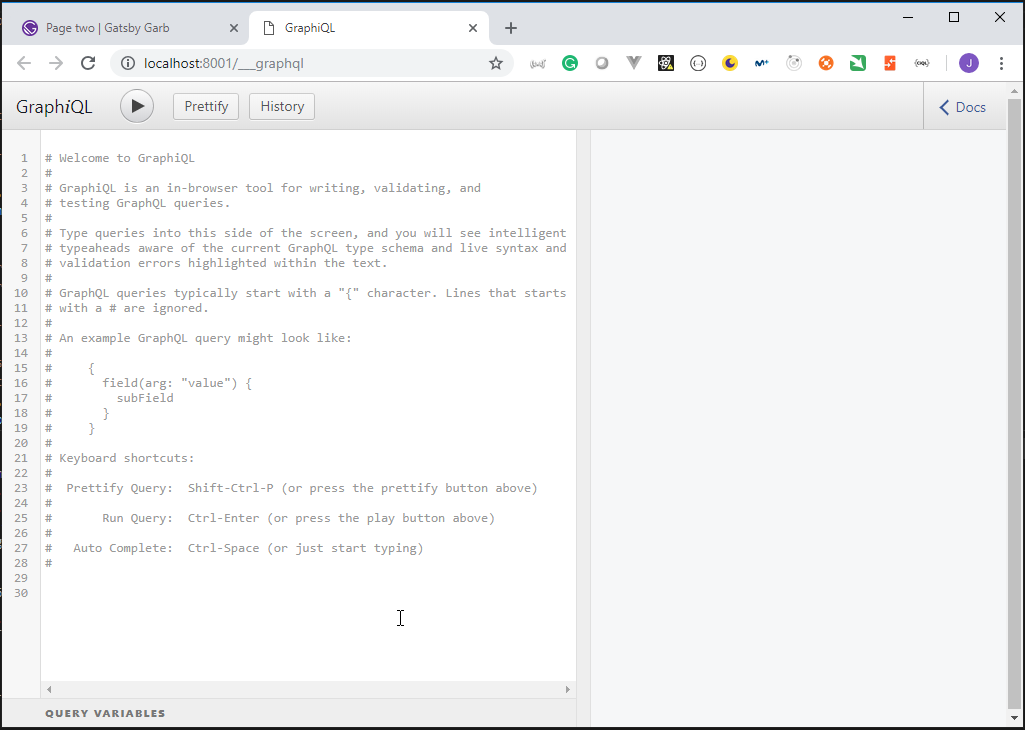 Page two | Gatsby Garb
GraphiQL
localhost:8001/___graphql
J
GraphiQL
Prettify
History
Docs
1 # Welcome to GraphiQL
2 #
3 # GraphiQL is an in-browser tool for writing, validating, and
4 # testing GraphQL queries.
5 #
6 # Type queries into this side of the screen, and you will see intelligent
7 # typeaheads aware of the current GraphQL type schema and live syntax and
8 # validation errors highlighted within the text.
9 #
10 # GraphQL queries typically start with a "{" character. Lines that starts
11 # with a # are ignored.
12 #
13 # An example GraphQL query might look like:
14 #
15 #     {
16 #       field(arg: "value") {
17 #         subField
18 #       }
19 #     }
20 #
21 # Keyboard shortcuts:
22 #
23 #  Prettify Query:  Shift-Ctrl-P (or press the prettify button above)
24 #
25 #       Run Query:  Ctrl-Enter (or press the play button above)
26 #
27 #   Auto Complete:  Ctrl-Space (or just start typing)
28 #
29
30
QUERY VARIABLES